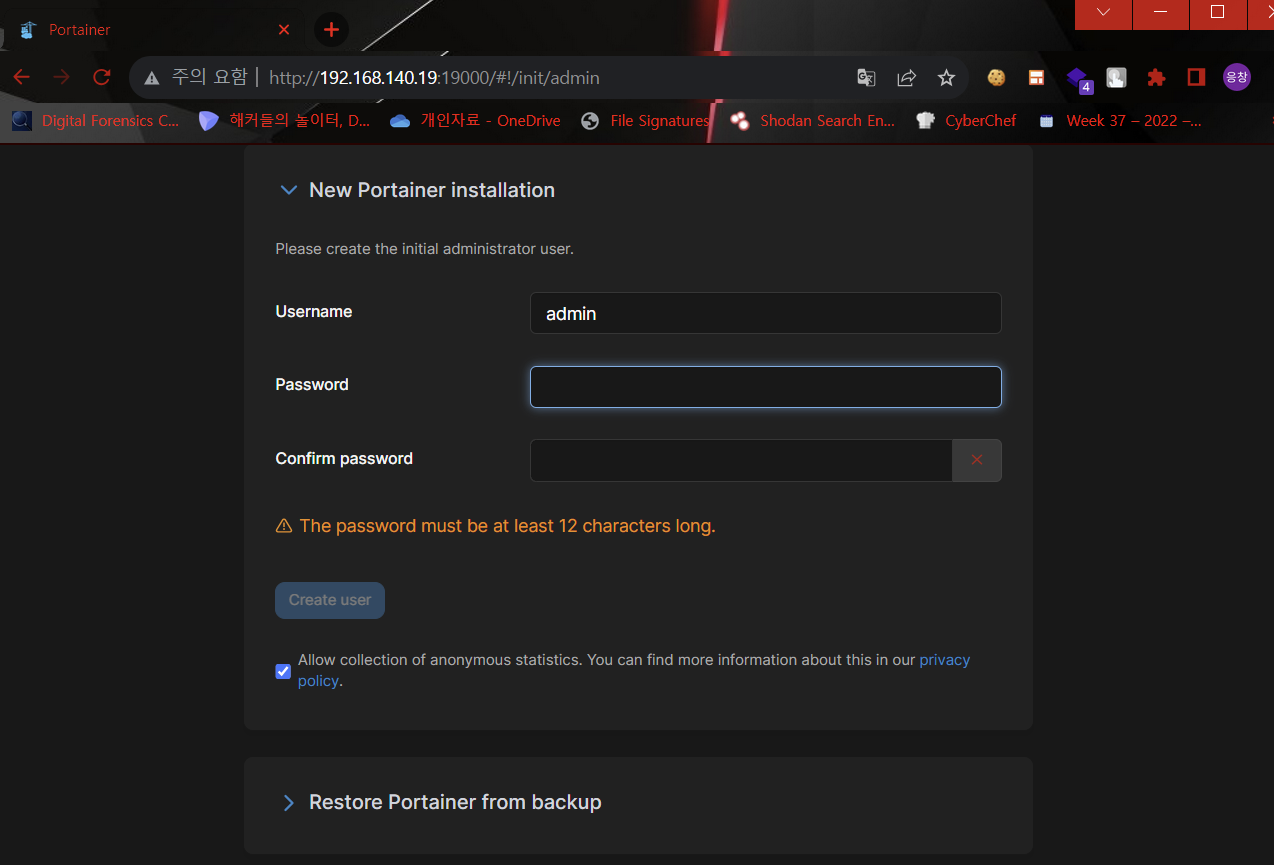 Portainer
주의 요함 | http://192.168.140.19:19000/#!/init/admin
4
응창
Digital Forensics C... 해커들의 놀이터, D... 개인자료 - OneDrive File Signatures Shodan Search En... CyberChef Week 37 – 2022 –...
New Portainer installation
Please create the initial administrator user.
Username admin
Password
Confirm password
The password must be at least 12 characters long.
Create user
Allow collection of anonymous statistics. You can find more information about this in our privacy
policy.
Restore Portainer from backup